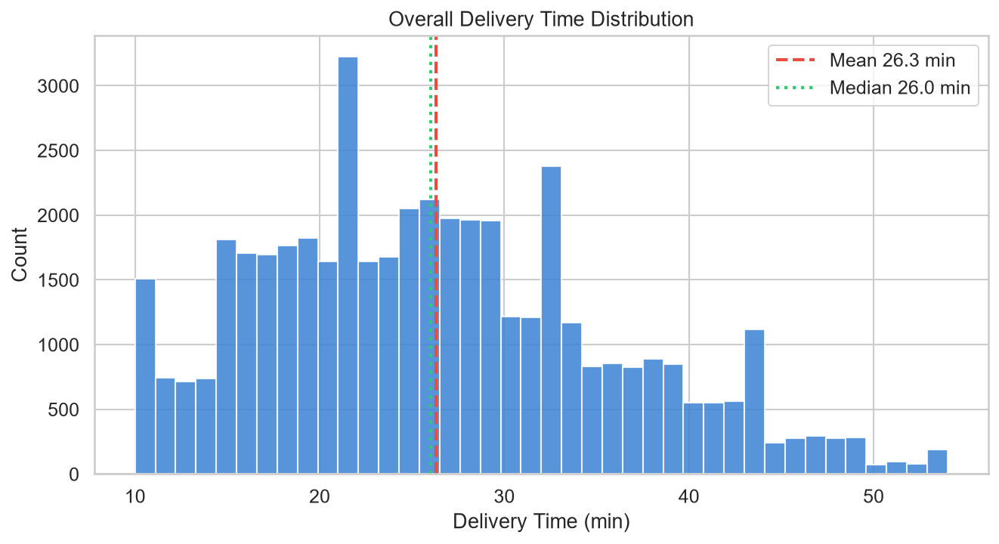 Overall Delivery Time Distribution
Mean 26.3 min
Median 26.0 min
3000
2500
2000
1500
1000
500
0
Count
10 20 30 40 50
Delivery Time (min)